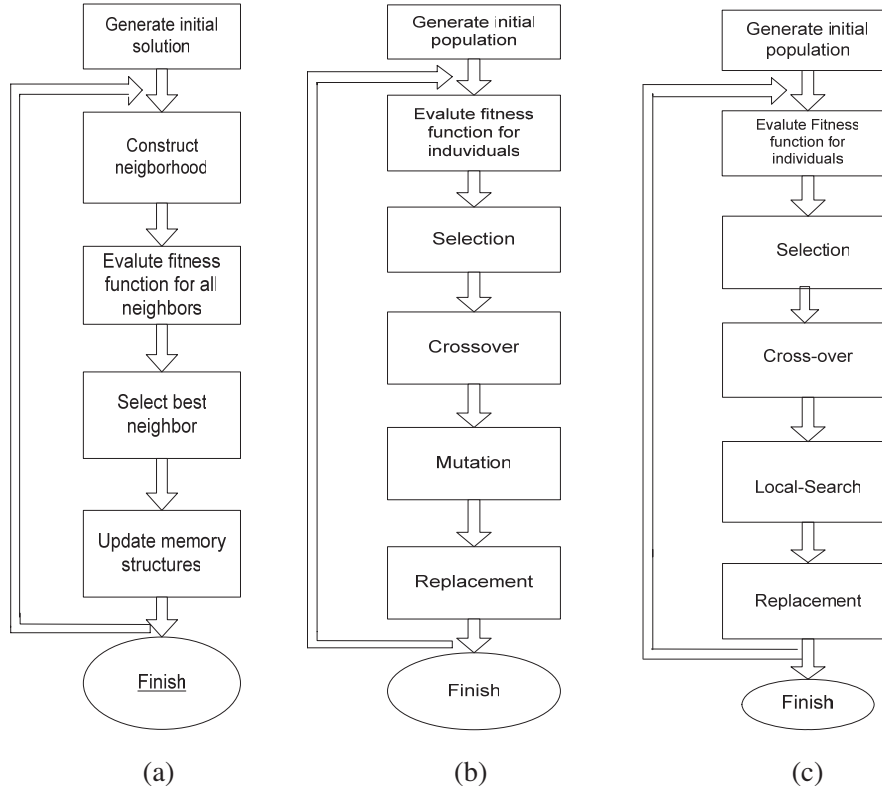 Generate initial
solution
Construct
neigborhood
Evalute fitness
function for all
neighbors
Select best
neighbor
Update memory
structures
Finish
(a)
Generate initial
population
Evalute fitness
function for
induviduals
Selection
Crossover
Mutation
Replacement
Finish
(b)
Generate initial
population
Evalute Fitness
function for
individuals
Selection
Cross-over
Local-Search
Replacement
Finish
(c)